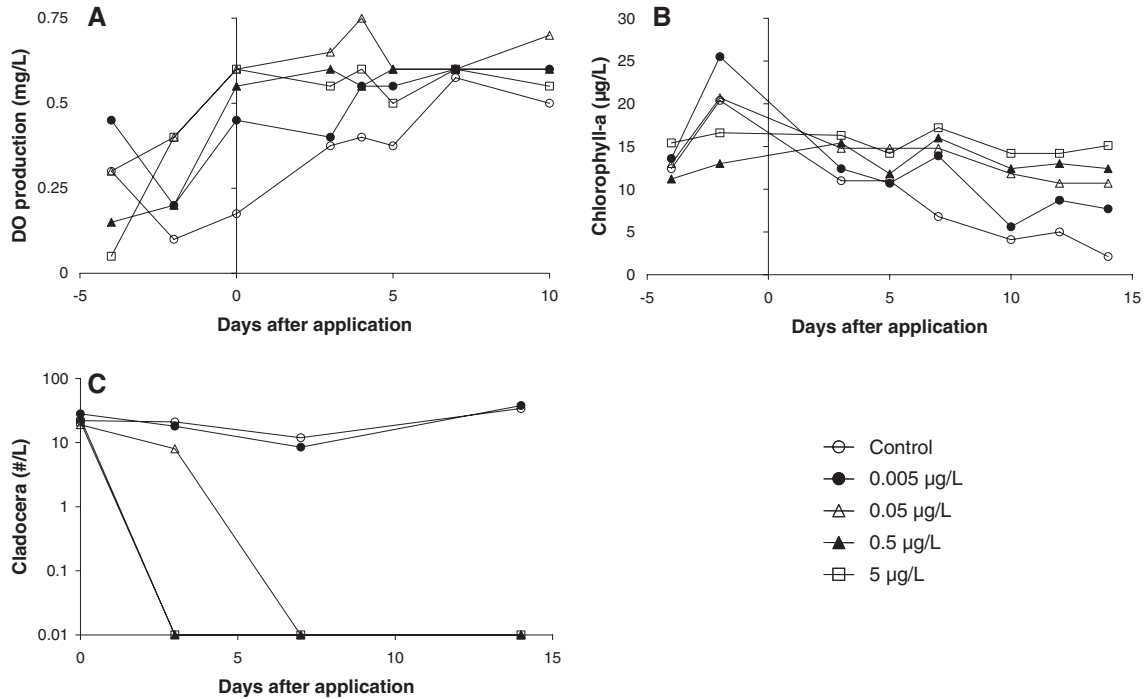 A
DO production (mg/L)
0.75
0.5
0.25
0
-5
0
5
10
Days after application
B
Chlorophyll-a (µg/L)
30
25
20
15
10
5
0
-5
0
5
10
15
Days after application
C
Cladocera (#/L)
100
10
1
0.1
0.01
0
5
10
15
Days after application
Control
0.005 µg/L
0.05 µg/L
0.5 µg/L
5 µg/L